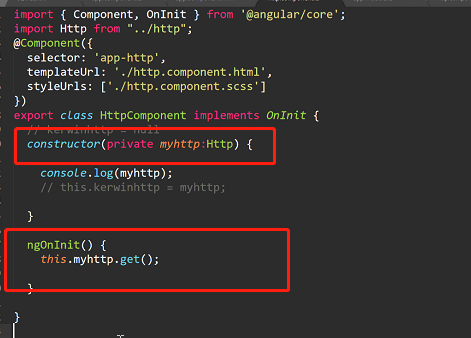 import { Component, OnInit } from '@angular/core';
import Http from "../http";
@Component({
  selector: 'app-http',
  templateUrl: './http.component.html',
  styleUrls: ['./http.component.scss']
})
export class HttpComponent implements OnInit {
  // kerwinhttp = null
  constructor(private myhttp:Http) {
    console.log(myhttp);
    // this.kerwinhttp = myhttp;
  }
  ngOnInit() {
    this.myhttp.get();
  }
}